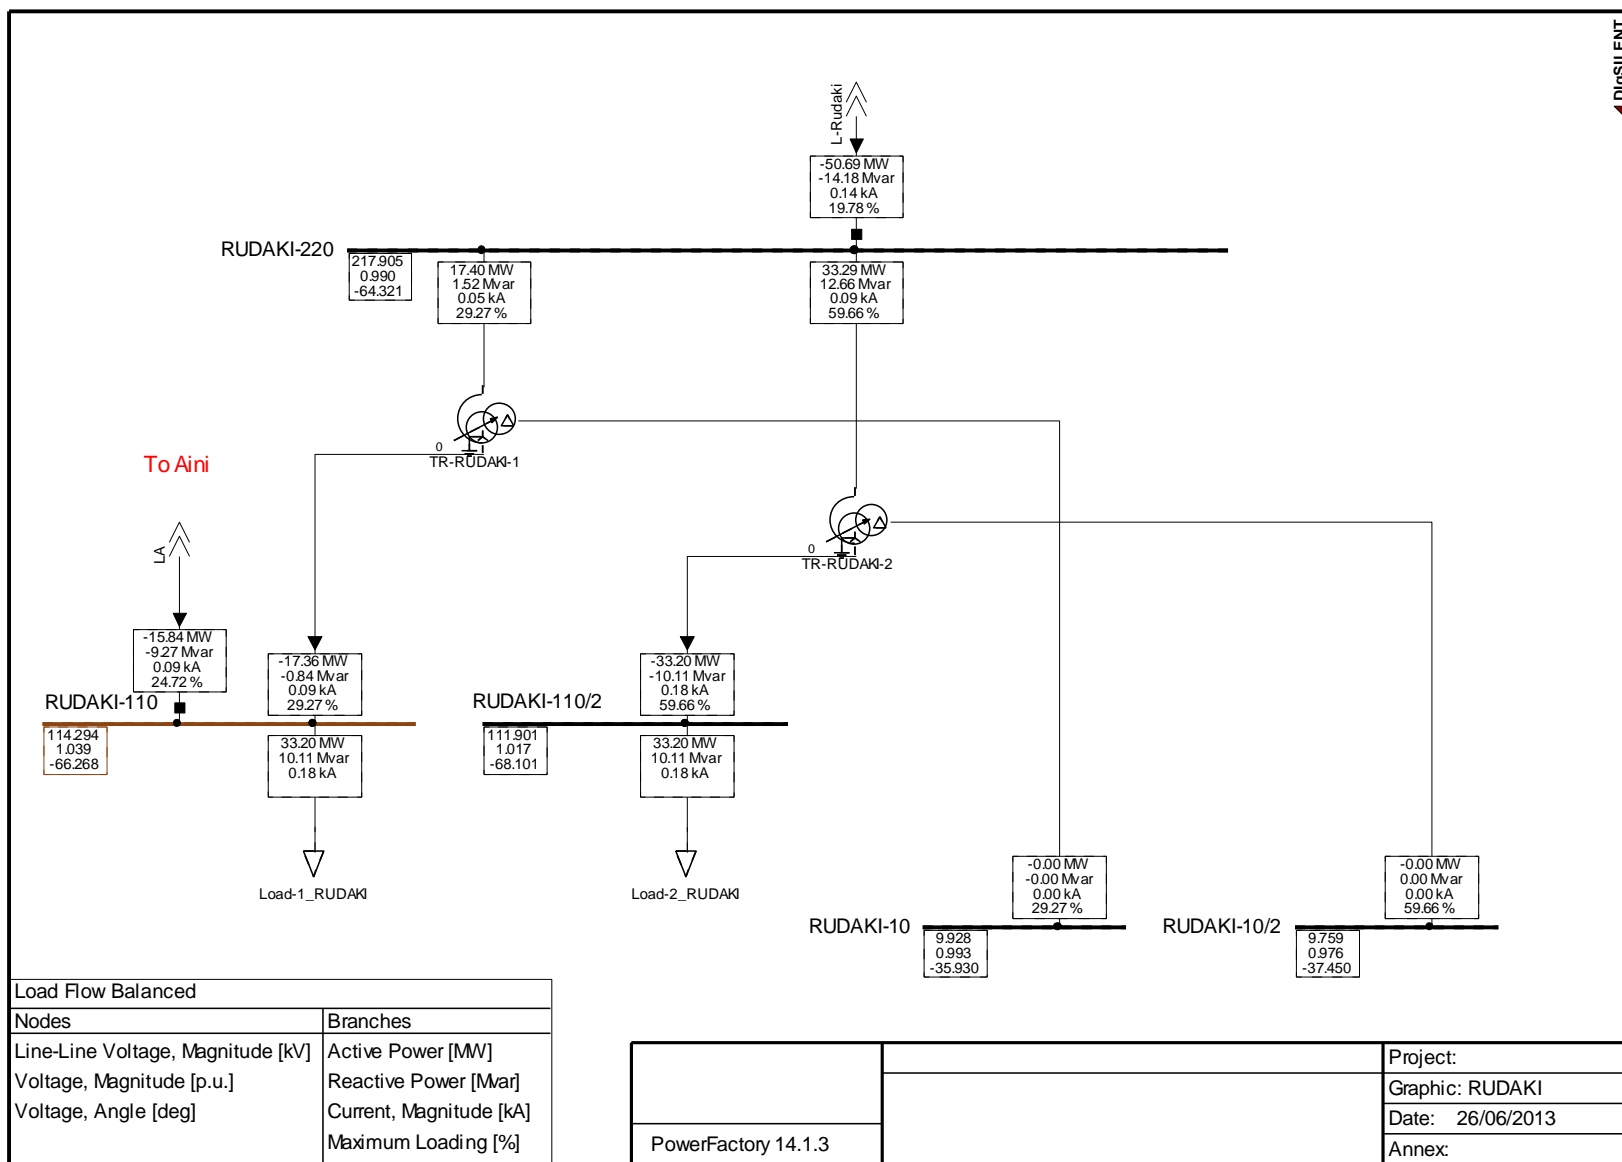 DIgSILENT
L-Rudaki
-50.69 MW
-14.18 Mvar
0.14 kA
19.78 %
RUDAKI-220
217.905
0.990
-64.321
17.40 MW
1.52 Mvar
0.05 kA
29.27 %
33.29 MW
12.66 Mvar
0.09 kA
59.66 %
0
TR-RUDAKI-1
To Aini
0
TR-RUDAKI-2
LA
-15.84 MW
-9.27 Mvar
0.09 kA
24.72 %
-17.36 MW
-0.84 Mvar
0.09 kA
29.27 %
-33.20 MW
-10.11 Mvar
0.18 kA
59.66 %
RUDAKI-110
RUDAKI-110/2
114.294
1.039
-66.268
33.20 MW
10.11 Mvar
0.18 kA
111.901
1.017
-68.101
33.20 MW
10.11 Mvar
0.18 kA
Load-1_RUDAKI
Load-2_RUDAKI
-0.00 MW
-0.00 Mvar
0.00 kA
29.27 %
-0.00 MW
0.00 Mvar
0.00 kA
59.66 %
RUDAKI-10
RUDAKI-10/2
9.928
0.993
-35.930
9.759
0.976
-37.450
Load Flow Balanced
Nodes
Branches
Line-Line Voltage, Magnitude [kV]
Active Power [MW]
Voltage, Magnitude [p.u.]
Reactive Power [Mvar]
Voltage, Angle [deg]
Current, Magnitude [kA]
Maximum Loading [%]
PowerFactory 14.1.3
Project:
Graphic: RUDAKI
Date: 26/06/2013
Annex: